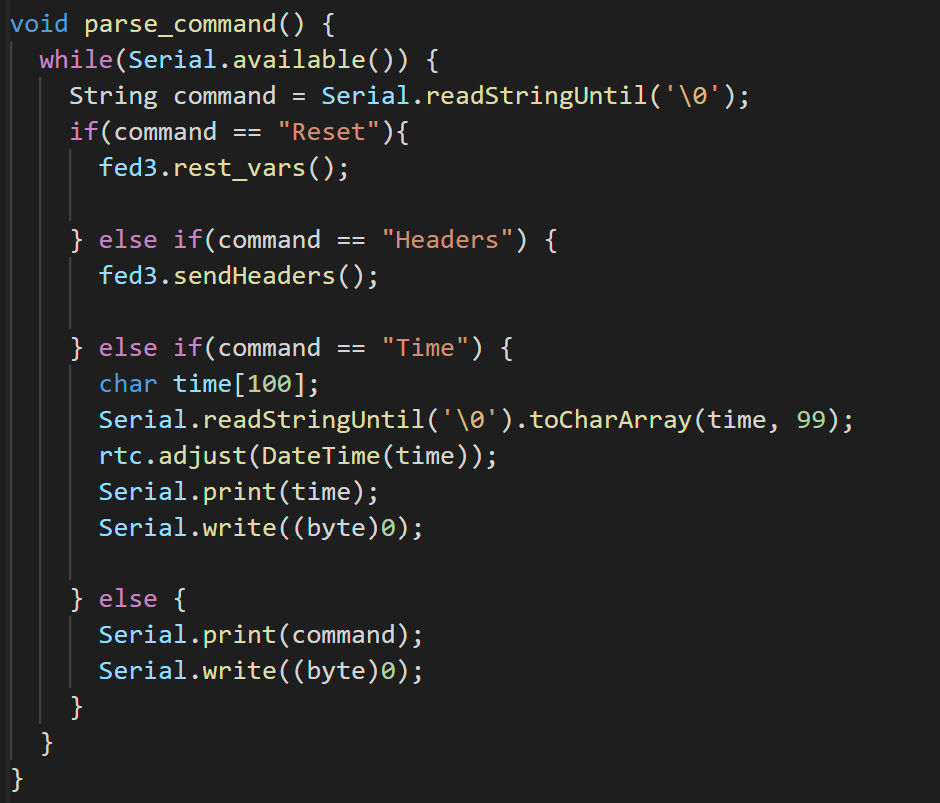 void parse_command() {
  while(Serial.available()) {
    String command = Serial.readStringUntil('\0');
    if(command == "Reset"){
      fed3.rest_vars();

    } else if(command == "Headers") {
      fed3.sendHeaders();

    } else if(command == "Time") {
      char time[100];
      Serial.readStringUntil('\0').toCharArray(time, 99);
      rtc.adjust(DateTime(time));
      Serial.print(time);
      Serial.write((byte)0);

    } else {
      Serial.print(command);
      Serial.write((byte)0);
    }
  }
}